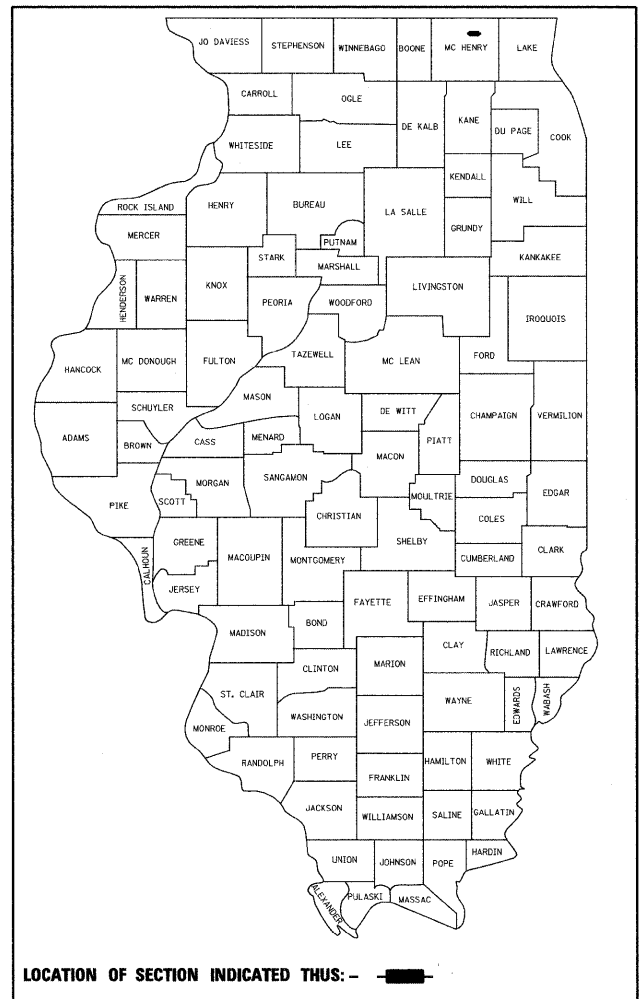 JO DAVIESS STEPHENSON WINNEBAGO BOONE MC HENRY LAKE
CARROLL OGLE
DE KALB KANE DU PAGE COOK
WHITESIDE LEE
KENDALL
ROCK ISLAND HENRY BUREAU LA SALLE WILL
MERCER PUTNAM GRUNDY
STARK MARSHALL KANKAKEE
HENDERSON WARREN KNOX PEORIA WOODFORD LIVINGSTON
IROQUOIS
HANCOCK MC DONOUGH FULTON TAZEWELL MC LEAN FORD
MASON
SCHUYLER LOGAN DE WITT CHAMPAIGN VERMILION
ADAMS BROWN CASS MENARD MACON PIATT
MORGAN SANGAMON DOUGLAS
PIKE SCOTT CHRISTIAN MOULTRIE EDGAR
COLES
GREENE MACOUPIN MONTGOMERY SHELBY
CALHOUN CUMBERLAND CLARK
JERSEY FAYETTE EFFINGHAM JASPER CRAWFORD
MADISON BOND
CLAY RICHLAND LAWRENCE
CLINTON MARION
ST. CLAIR WAYNE EDWARDS WABASH
WASHINGTON JEFFERSON
MONROE
RANDOLPH PERRY HAMILTON WHITE
FRANKLIN
JACKSON WILLIAMSON SALINE GALLATIN
UNION JOHNSON POPE HARDIN
ALEXANDER PULASKI MASSAC
LOCATION OF SECTION INDICATED THUS: –